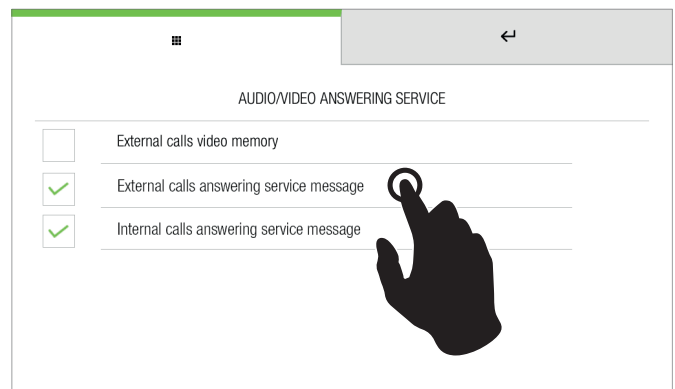 AUDIO/VIDEO ANSWERING SERVICE
External calls video memory
External calls answering service message
Internal calls answering service message